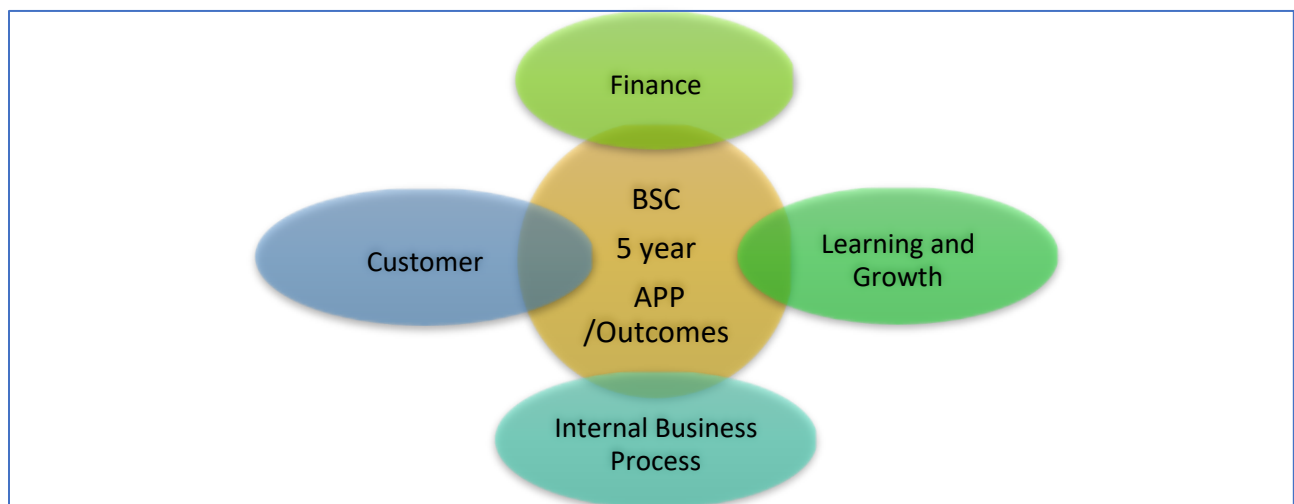 Finance
BSC
5 year
APP
/Outcomes
Customer
Learning and
Growth
Internal Business
Process